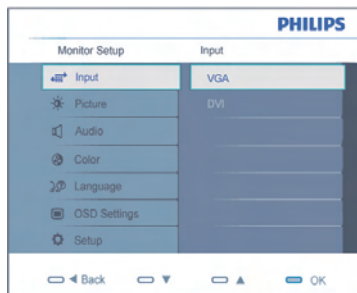 PHILIPS
Monitor Setup Input
Input VGA
Picture DVI
Audio
Color
Language
OSD Settings
Setup
Back OK